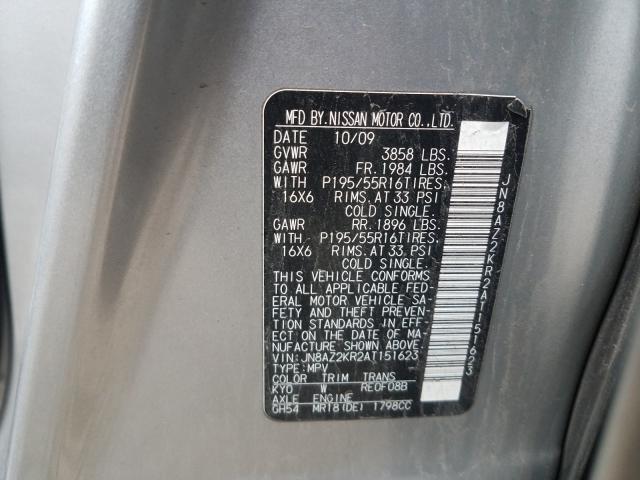 MFD BY. NISSAN MOTOR CO., LTD.
DATE 10/09
GVWR 3858 LBS.
GAWR FR. 1984 LBS.
WITH P195/55R16TIRES.
16X6 RIMS. AT 33 PSI
COLD SINGLE.
GAWR RR. 1896 LBS.
WITH- P195/55R16TIRES.
16X6 RIMS. AT 33 PSI
COLD SINGLE.
THIS VEHICLE CONFORMS
TO ALL APPLICABLE FED-
ERAL MOTOR VEHICLE SA-
FETY AND THEFT PREVEN-
TION STANDARDS IN EFF-
ECT ON THE DATE OF MA-
NUFACTURE SHOWN ABOVE.
VIN: JN8AZ2KR2AT151623
TYPE: MPV
COLOR TRIM TRANS
KY0 W RE0F08B
AXLE ENGINE
GH54 MRT8(DE) 1798CC
JN8AZ2KR2AT151623